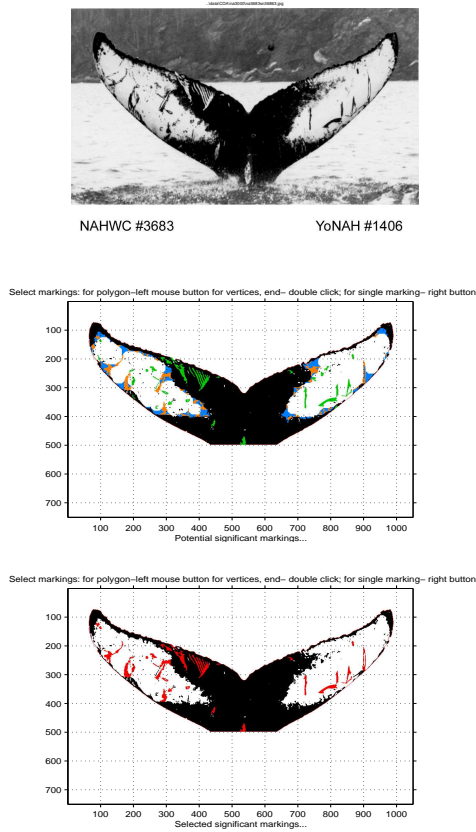 NAHWC #3683 YoNAH #1406
Select markings: for polygon−left mouse button for vertices, end− double click; for single marking− right button
100
200
300
400
500
600
700
100 200 300 400 500 600 700 800 900 1000
Potential significant markings...
Select markings: for polygon−left mouse button for vertices, end− double click; for single marking− right button
100
200
300
400
500
600
700
100 200 300 400 500 600 700 800 900 1000
Selected significant markings...